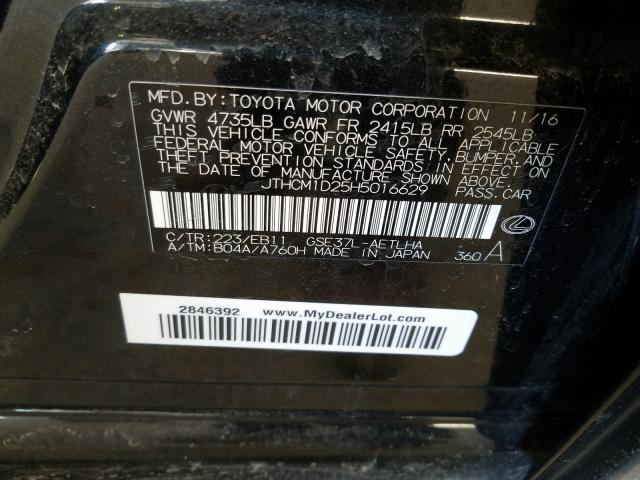 MFD.BY:TOYOTA MOTOR CORPORATION 11/16
GVWR 4735LB GAWR FR 2415LB RR 2545LB
THIS VEHICLE CONFORMS TO ALL APPLICABLE
FEDERAL MOTOR VEHICLE SAFETY, BUMPER, AND
THEFT PREVENTION STANDARDS IN EFFECT ON
THE DATE OF MANUFACTURE SHOWN ABOVE.
JTHCM1D25H5016629 PASS.CAR
C/TR:223/EB11 GSE37L-AETLHA
A/TM:B04A/A760H MADE IN JAPAN 360 A
2846392 www.MyDealerLot.com